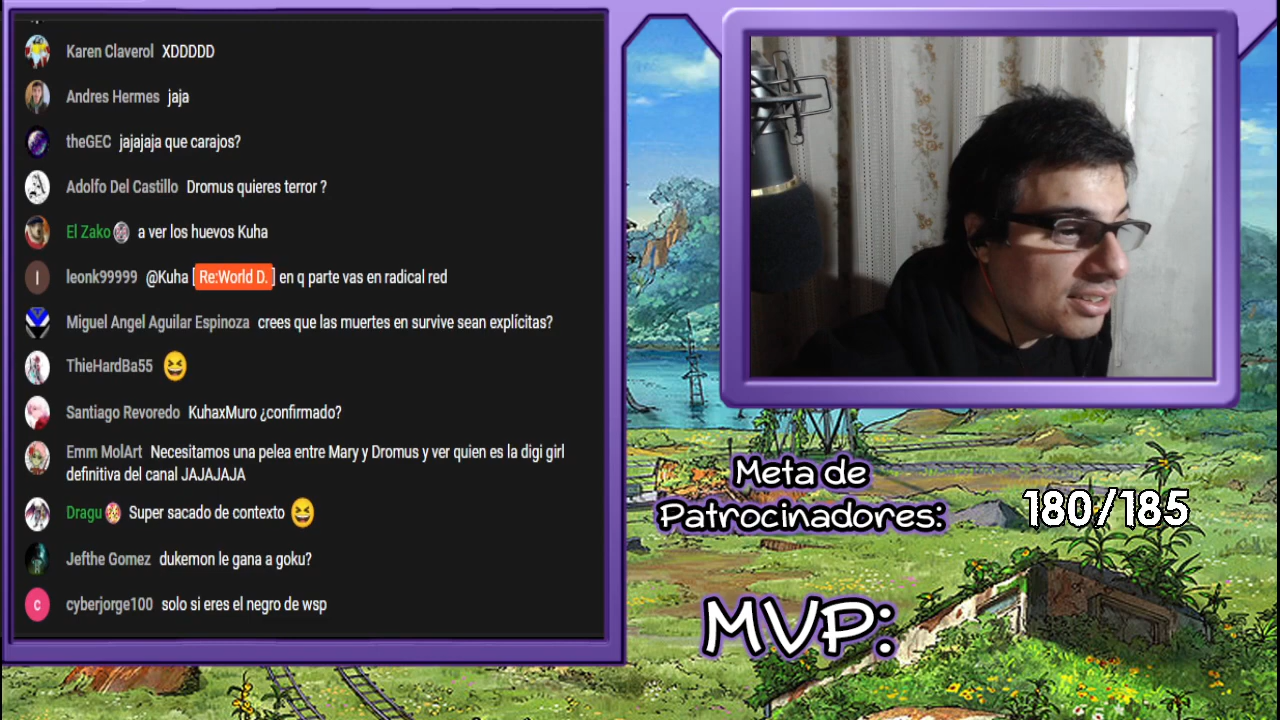 Karen Claverol XDDDDD
Andres Hermes jaja
theGEC jajajaja que carajos?
Adolfo Del Castillo Dromus quieres terror ?
El Zako a ver los huevos Kuha
I leonk99999 @Kuha [ Re:World D. ] en q parte vas en radical red
Miguel Angel Aguilar Espinoza crees que las muertes en survive sean explícitas?
ThieHardBa55 😆
Santiago Revoredo KuhaxMuro ¿confirmado?
Emm MolArt Necesitamos una pelea entre Mary y Dromus y ver quien es la digi girl
definitiva del canal JAJAJAJA
Dragu Super sacado de contexto 😆
Jefthe Gomez dukemon le gana a goku?
c cyberjorge100 solo si eres el negro de wsp
Meta de
Patrocinadores:
180/185
MVP: